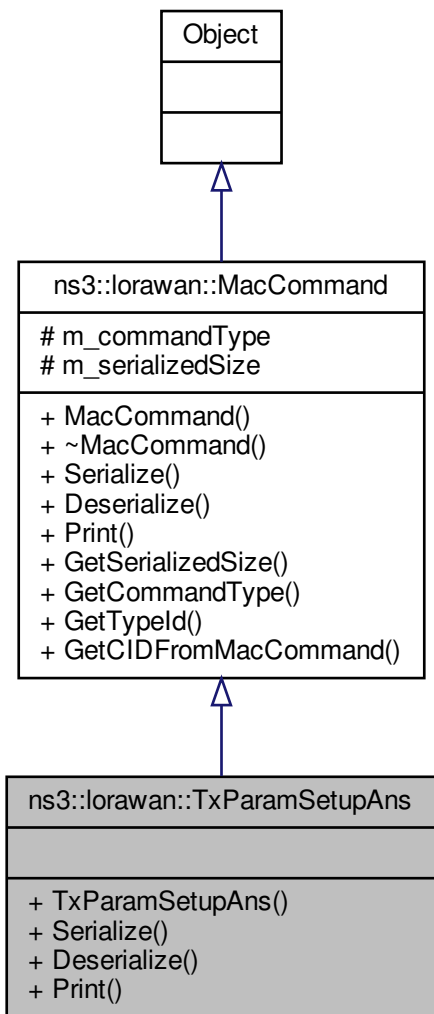 Object
ns3::lorawan::MacCommand
# m_commandType
# m_serializedSize
+ MacCommand()
+ ~MacCommand()
+ Serialize()
+ Deserialize()
+ Print()
+ GetSerializedSize()
+ GetCommandType()
+ GetTypeId()
+ GetCIDFromMacCommand()
ns3::lorawan::TxParamSetupAns
+ TxParamSetupAns()
+ Serialize()
+ Deserialize()
+ Print()